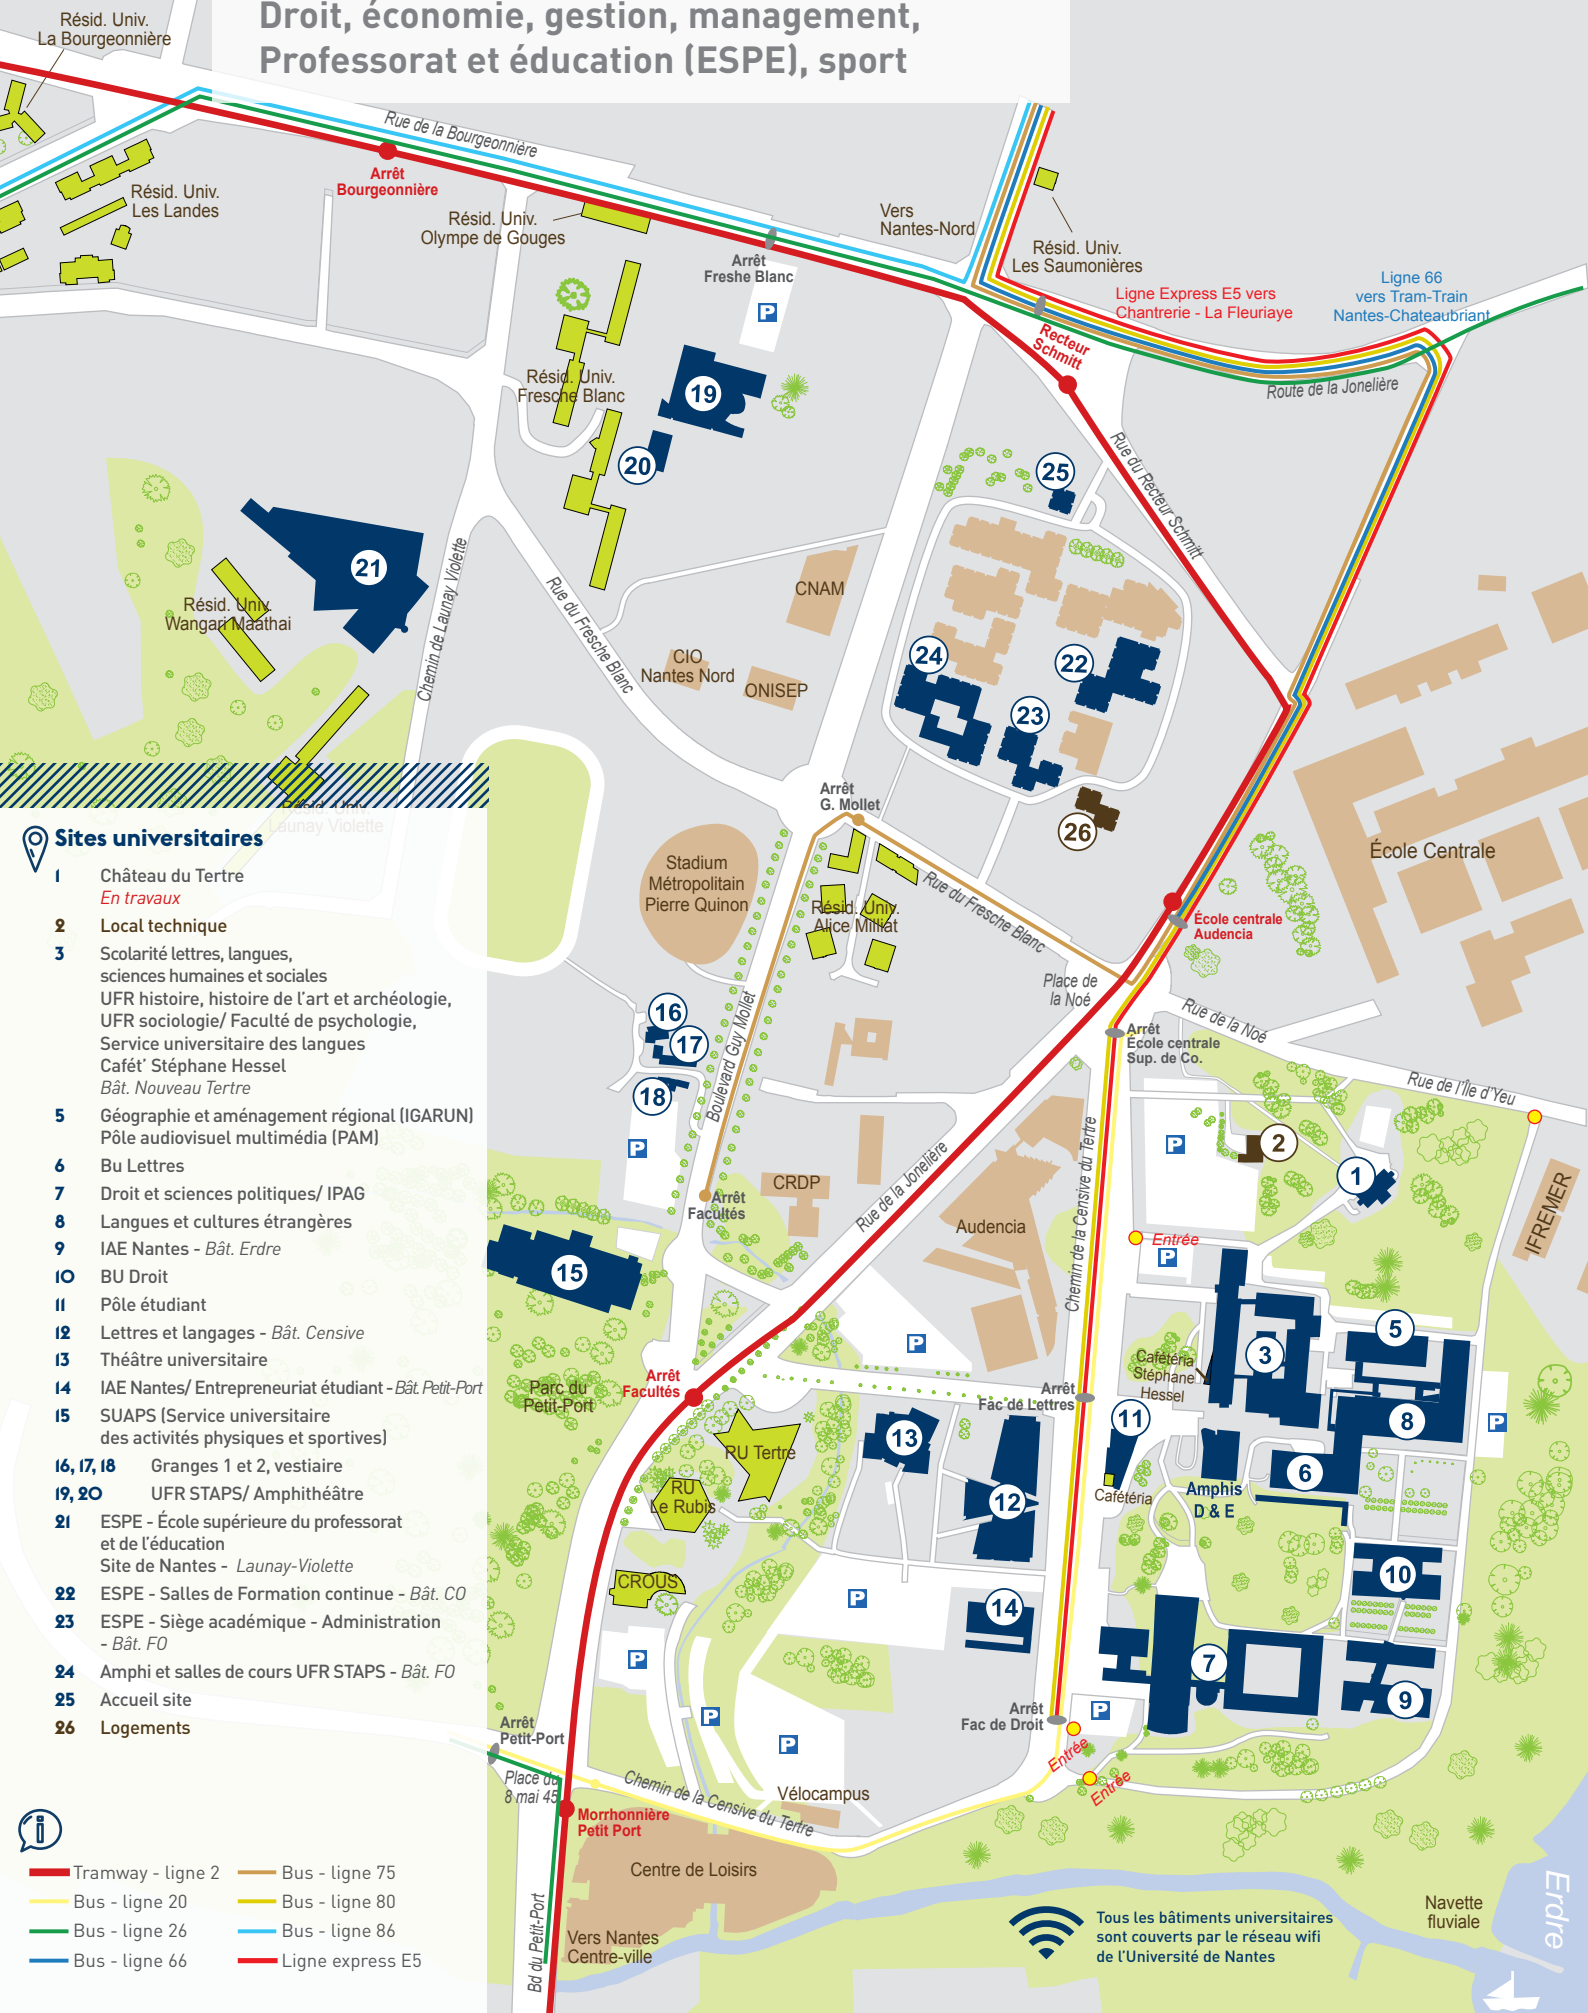 Droit, économie, gestion, management,
Professorat et éducation (ESPE), sport
Résid. Univ.
La Bourgeonnière
Rue de la Bourgeonnière
Arrêt
Bourgeonnière
Résid. Univ.
Les Landes
Résid. Univ.
Olympe de Gouges
Arrêt
Freshe Blanc
P
Vers
Nantes-Nord
Résid. Univ.
Les Saumonières
Ligne Express E5 vers
Chantrerie - La Fleuriaye
Ligne 66
vers Tram-Train
Nantes-Chateaubriant
Recteur
Schmitt
Route de la Jonelière
Résid. Univ.
Fresche Blanc
19
20
25
Rue du Recteur Schmitt
21
Résid. Univ.
Wangari Maathai
Chemin de Launay Violette
Rue du Fresche Blanc
CNAM
CIO
Nantes Nord
ONISEP
24
22
23
26
Résid. Univ.
Launay Violette
Arrêt
G. Mollet
Stadium
Métropolitain
Pierre Quinon
Résid. Univ.
Alice Milliat
Rue du Fresche Blanc
École Centrale
École centrale
Audencia
Place de
la Noé
Rue de la Noé
Arrêt
École centrale
Sup. de Co.
Rue de l'Île d'Yeu
16
17
18
Boulevard Guy Mollet
P
Arrêt
Facultés
CRDP
Rue de la Jonelière
Audencia
Chemin de la Censive du Tertre
P
2
1
IFREMER
Entrée
P
15
P
Arrêt
Facultés
Parc du
Petit-Port
Arrêt
Fac de Lettres
Cafétéria
Stéphane
Hessel
3
5
8
P
11
13
RU Tertre
RU
Le Rubis
12
Cafétéria
Amphis
D & E
6
10
CROUS
P
14
P
7
9
P
P
P
Arrêt
Fac de Droit
Entrée
Entrée
Arrêt
Petit-Port
Place du
8 mai 45
Chemin de la Censive du Tertre
Vélocampus
Morrhonnière
Petit Port
Centre de Loisirs
Bd du Petit-Port
Vers Nantes
Centre-ville
Navette
fluviale
Erdre
Tous les bâtiments universitaires
sont couverts par le réseau wifi
de l'Université de Nantes
Sites universitaires
1 Château du Tertre
En travaux
2 Local technique
3 Scolarité lettres, langues,
sciences humaines et sociales
UFR histoire, histoire de l'art et archéologie,
UFR sociologie/ Faculté de psychologie,
Service universitaire des langues
Cafét' Stéphane Hessel
Bât. Nouveau Tertre
5 Géographie et aménagement régional (IGARUN)
Pôle audiovisuel multimédia (PAM)
6 Bu Lettres
7 Droit et sciences politiques/ IPAG
8 Langues et cultures étrangères
9 IAE Nantes - Bât. Erdre
10 BU Droit
11 Pôle étudiant
12 Lettres et langages - Bât. Censive
13 Théâtre universitaire
14 IAE Nantes/ Entrepreneuriat étudiant - Bât. Petit-Port
15 SUAPS (Service universitaire
des activités physiques et sportives)
16, 17, 18 Granges 1 et 2, vestiaire
19, 20 UFR STAPS/ Amphithéâtre
21 ESPE - École supérieure du professorat
et de l'éducation
Site de Nantes - Launay-Violette
22 ESPE - Salles de Formation continue - Bât. CO
23 ESPE - Siège académique - Administration
- Bât. FO
24 Amphi et salles de cours UFR STAPS - Bât. FO
25 Accueil site
26 Logements
i
Tramway - ligne 2
Bus - ligne 20
Bus - ligne 26
Bus - ligne 66
Bus - ligne 75
Bus - ligne 80
Bus - ligne 86
Ligne express E5